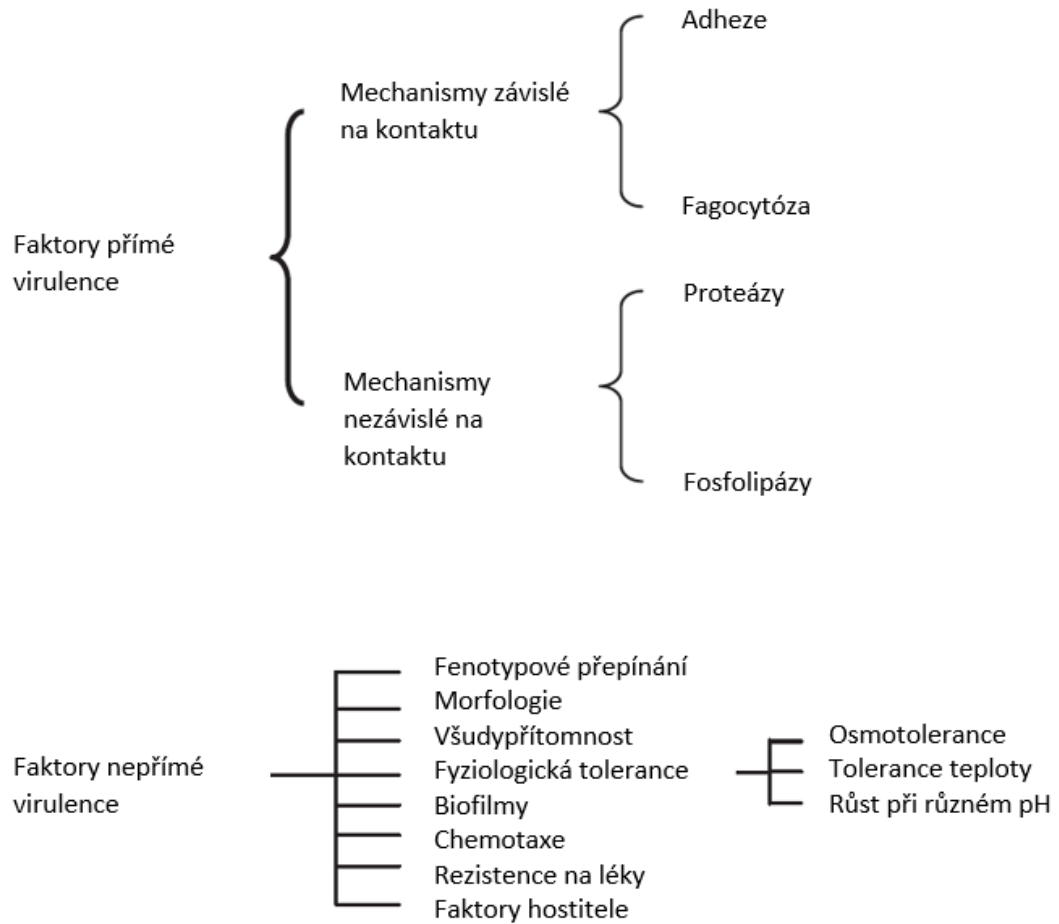 Adheze
Mechanismy závislé
na kontaktu
Fagocytóza
Faktory přímé
virulence
Proteázy
Mechanismy
nezávislé na
kontaktu
Fosfolipázy
Fenotypové přepínání
Morfologie
Všudypřítomnost
Faktory nepřímé
virulence
Fyziologická tolerance
Osmotolerance
Tolerance teploty
Růst při různém pH
Biofilmy
Chemotaxe
Rezistence na léky
Faktory hostitele